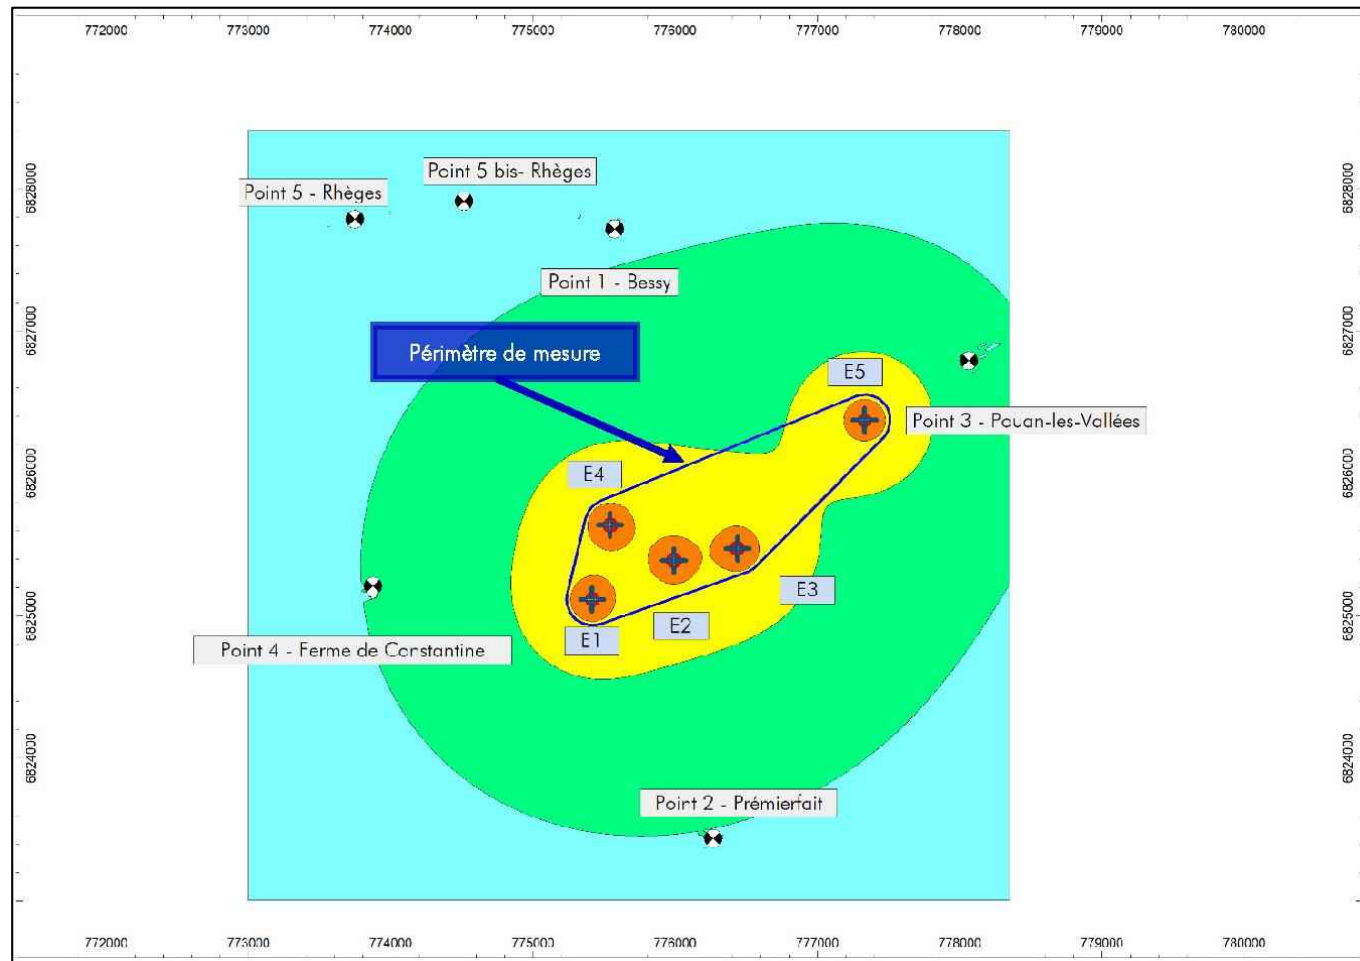 772000 773000 774000 775000 776000 777000 778000 779000 780000
6828000 6828000
Point 5 bis- Rhèges
Point 5 - Rhèges
Point 1 - Bessy
6827000 6827000
Périmètre de mesure
E5
Point 3 - Pouan-les-Vallées
6826000 6826000
E4
E3
6825000 6825000
E2
E1
Point 4 - Ferme de Constantine
6824000 6824000
Point 2 - Prémierfait
772000 773000 774000 775000 776000 777000 778000 779000 780000